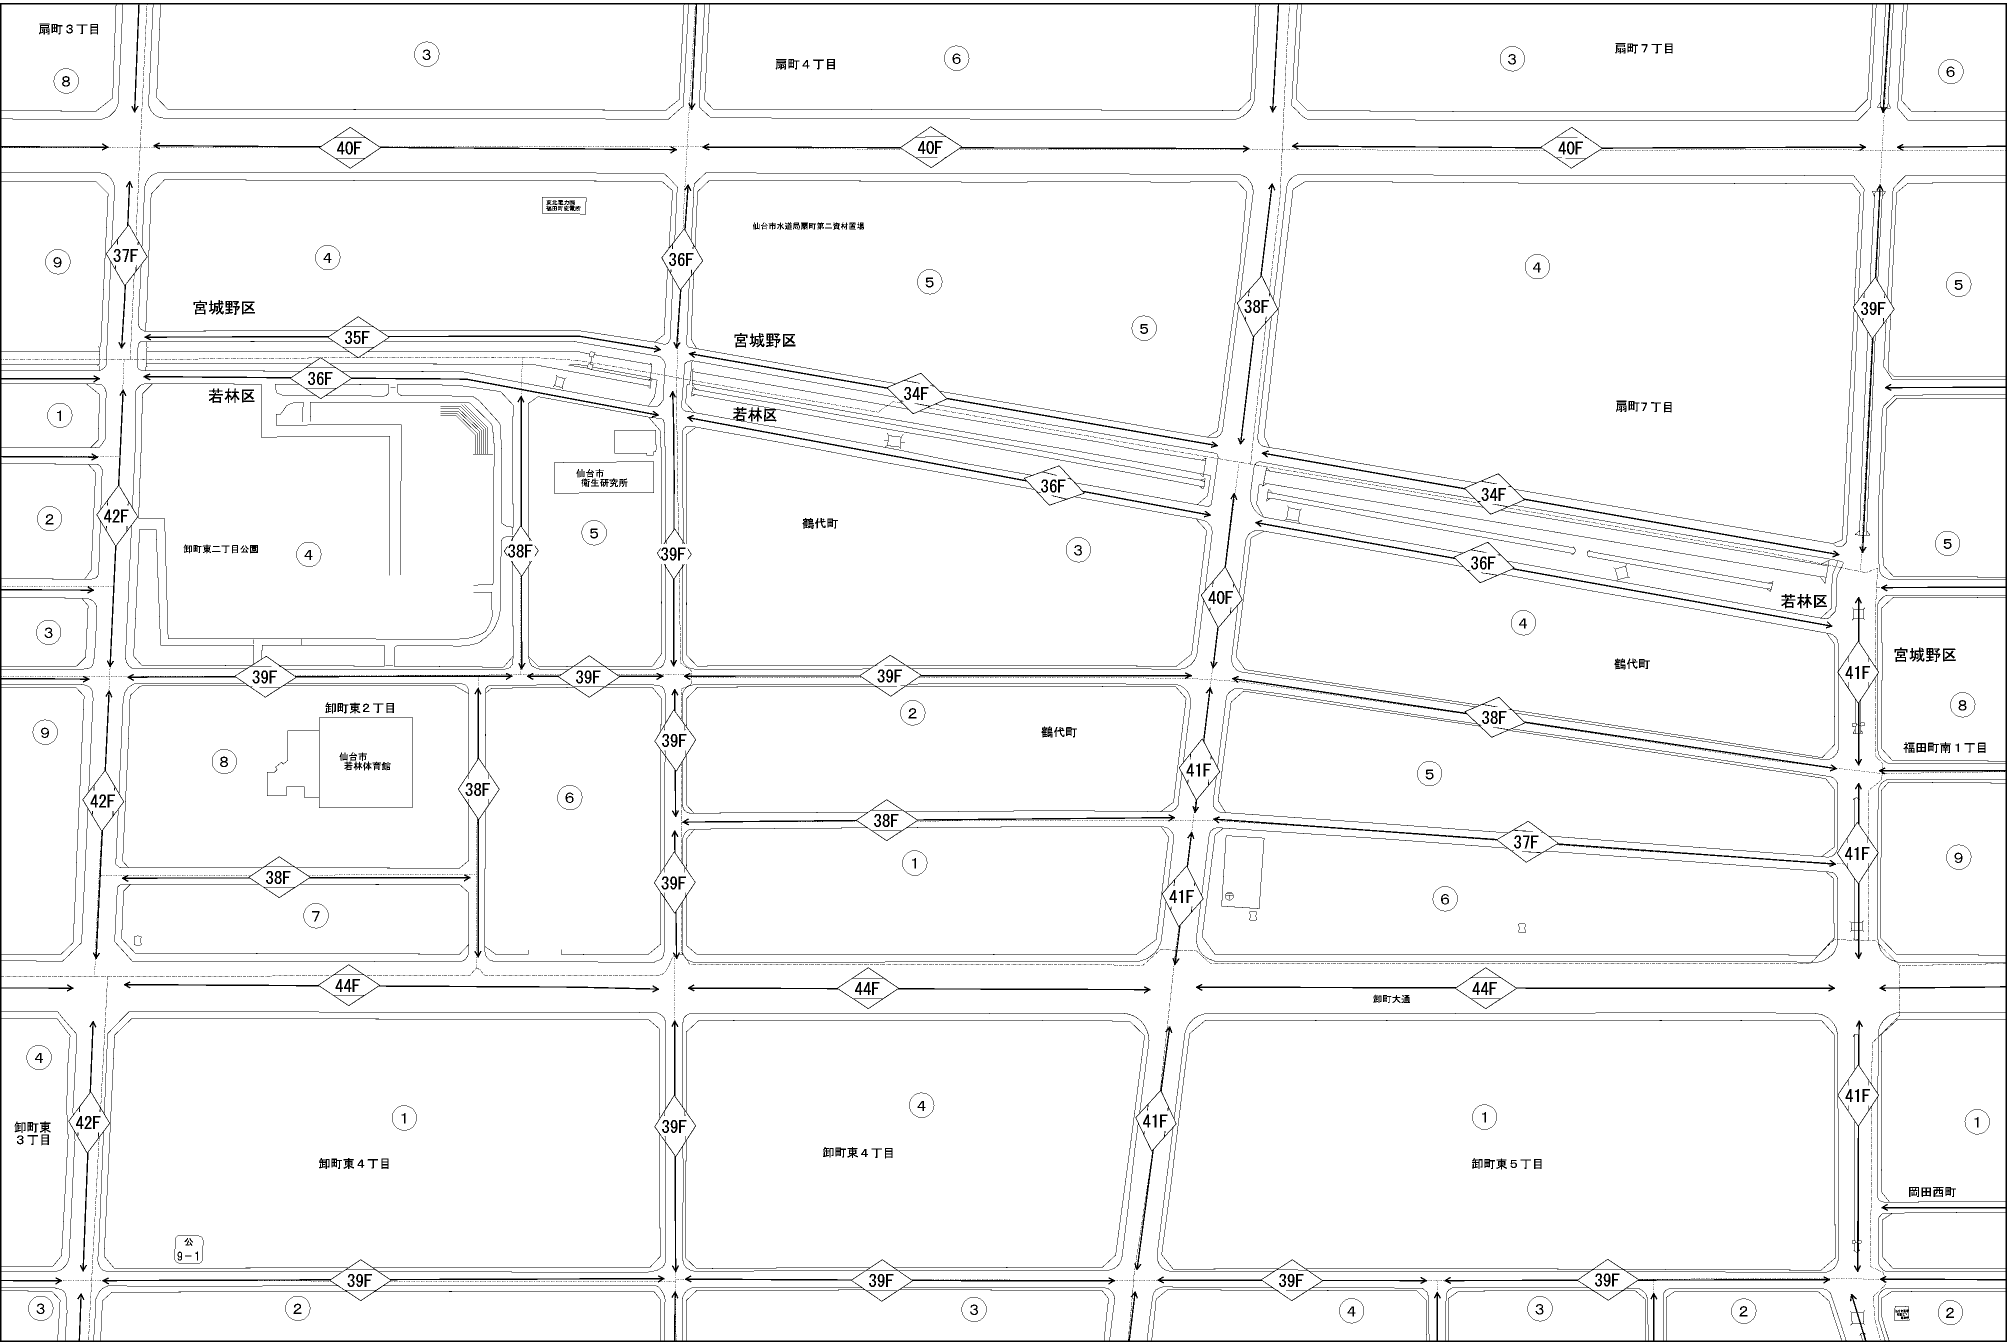 扇町３丁目
3
6
3
扇町７丁目
扇町４丁目
8
6
40F
40F
40F
仙台市水道局扇町第二資材置場
37F
9
4
36F
5
4
5
宮城野区
38F
39F
5
35F
宮城野区
36F
若林区
34F
若林区
扇町７丁目
1
仙台市
衛生研究所
36F
34F
42F
2
鶴代町
卸町東二丁目公園
4
38F
5
39F
3
5
36F
40F
若林区
3
4
39F
39F
39F
鶴代町
41F
宮城野区
卸町東２丁目
2
38F
8
9
鶴代町
39F
福田町南１丁目
仙台市
若林体育館
8
38F
6
41F
5
42F
38F
37F
41F
9
38F
39F
1
7
41F
6
44F
44F
44F
卸町大通
4
卸町東
３丁目
42F
1
39F
4
41F
1
41F
1
卸町東４丁目
卸町東４丁目
卸町東５丁目
岡田西町
公
9－1
39F
39F
39F
39F
3
2
3
4
3
2
2